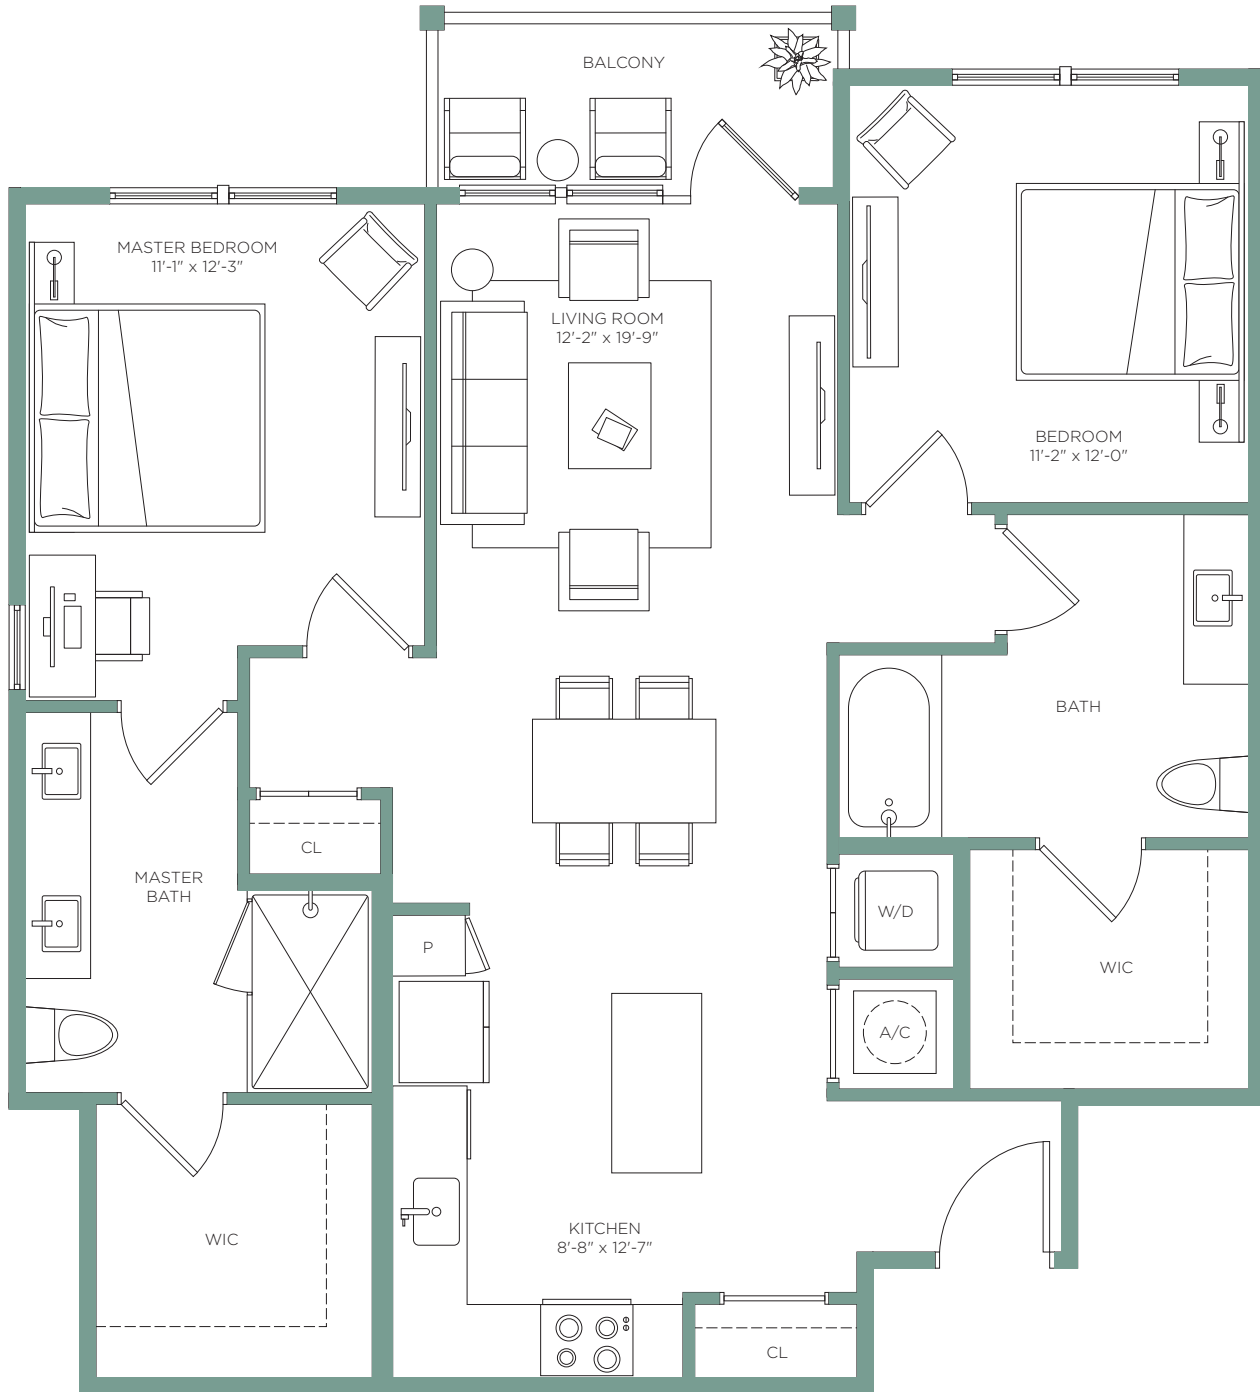 BALCONY
MASTER BEDROOM
11'-1" x 12'-3"
LIVING ROOM
12'-2" x 19'-9"
BEDROOM
11'-2" x 12'-0"
BATH
CL
MASTER
BATH
W/D
P
WIC
A/C
WIC
KITCHEN
8'-8" x 12'-7"
CL